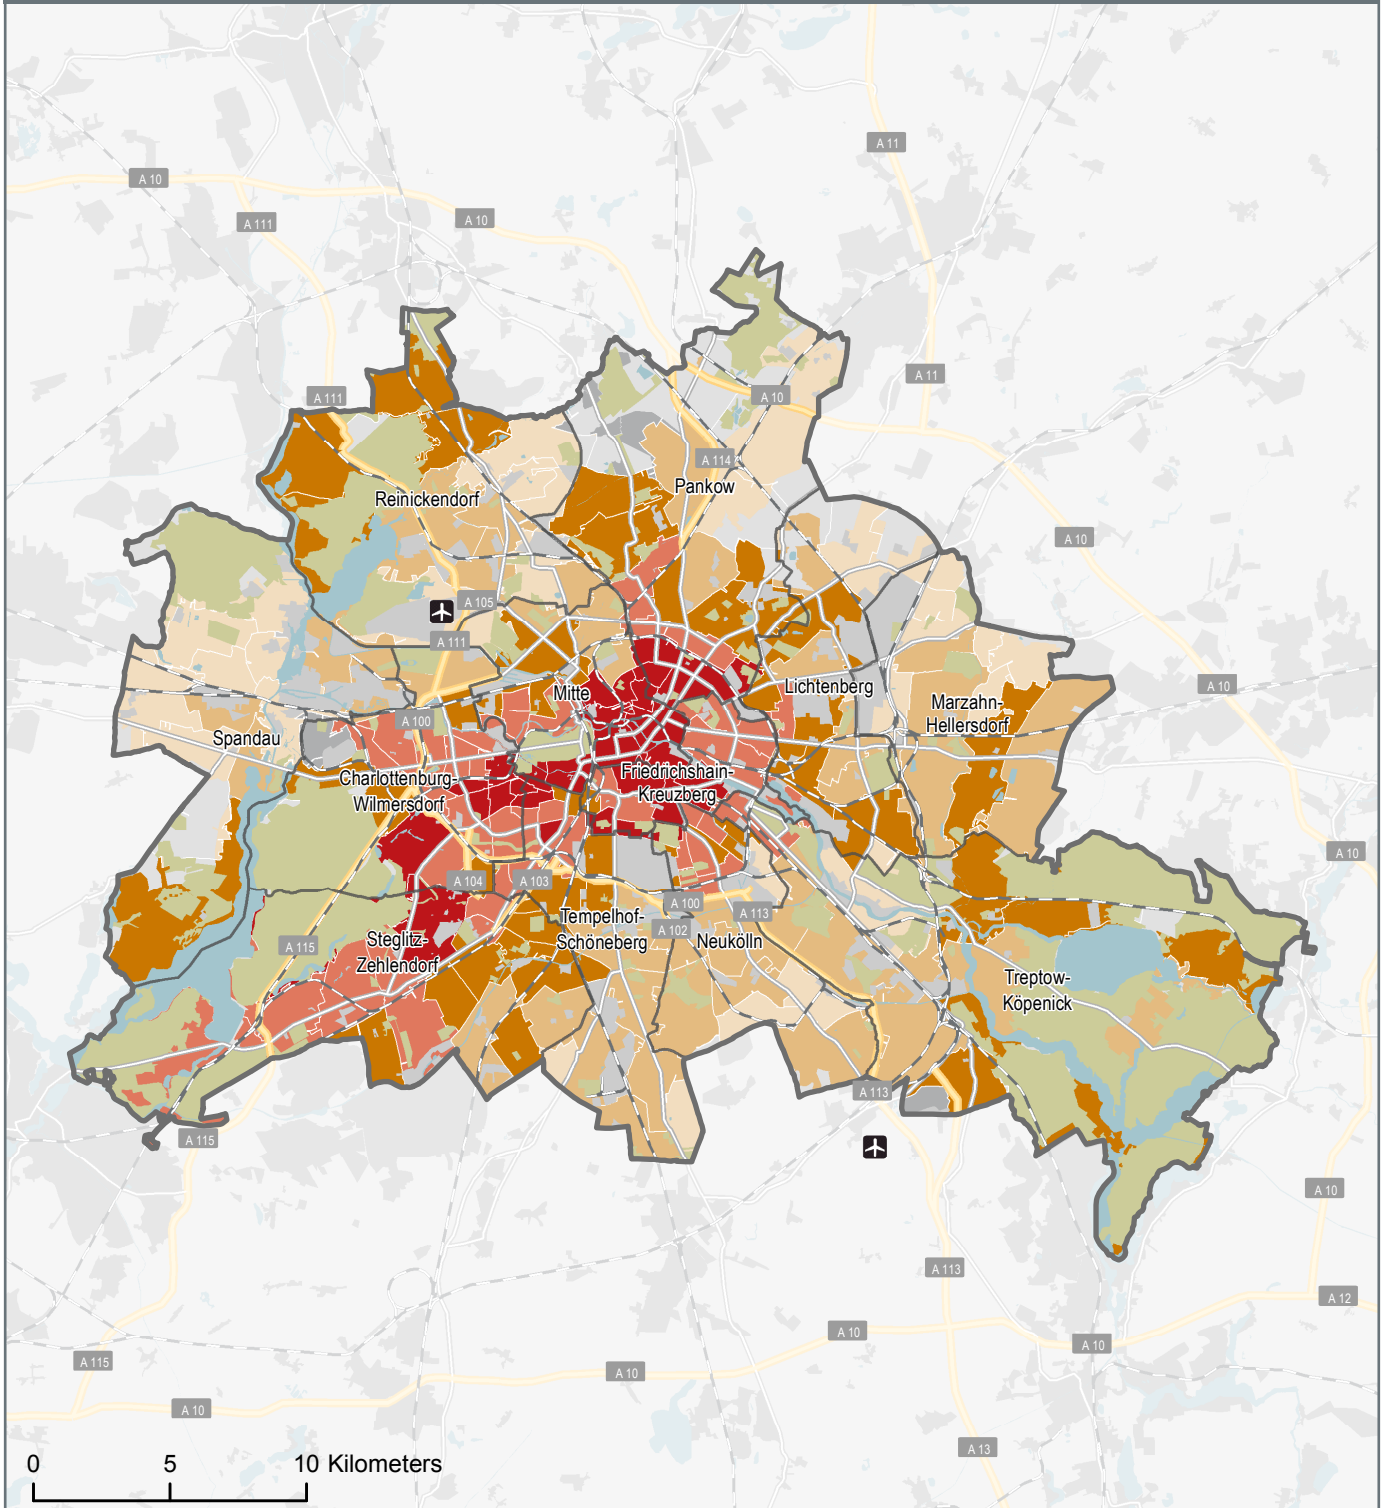 A 11
A 10
A 111
A 10
A 11
A 111
A 10
A 114
Pankow
Reinickendorf
A 10
A 105
A 111
Mitte
Lichtenberg
A 10
Marzahn-
Hellersdorf
A 100
Spandau
Charlottenburg-
Wilmersdorf
Friedrichshain-
Kreuzberg
A 10
A 104
A 103
A 100
A 113
Tempelhof-
Schöneberg
A 102
Neukölln
Steglitz-
Zehlendorf
A 115
Treptow-
Köpenick
A 113
A 115
A 10
A 113
A 12
A 10
A 10
A 115
A 10
A 10
A 13
0 5 10 Kilometers